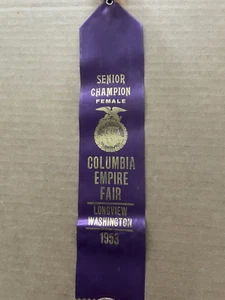 SENIOR
CHAMPION
FEMALE
COLUMBIA
EMPIRE
FAIR
LONGVIEW
WASHINGTON
1953